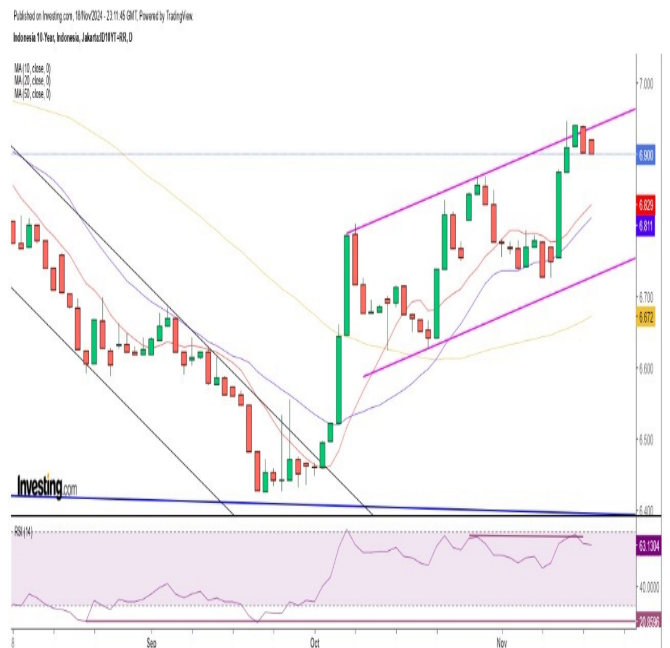 Published on Investing.com, 18/Nov/2024 - 23:11:45 GMT, Powered by TradingView.
Indonesia 10-Year, Indonesia, Jakarta:ID10YT=RR, D
MA (10, close, 0)
MA (20, close, 0)
MA (50, close, 0)
7.000
6.900
6.829
6.811
6.700
6.672
6.600
6.500
6.400
Investing.com
RSI (14)
63.1304
40.0000
Sep
Oct
Nov